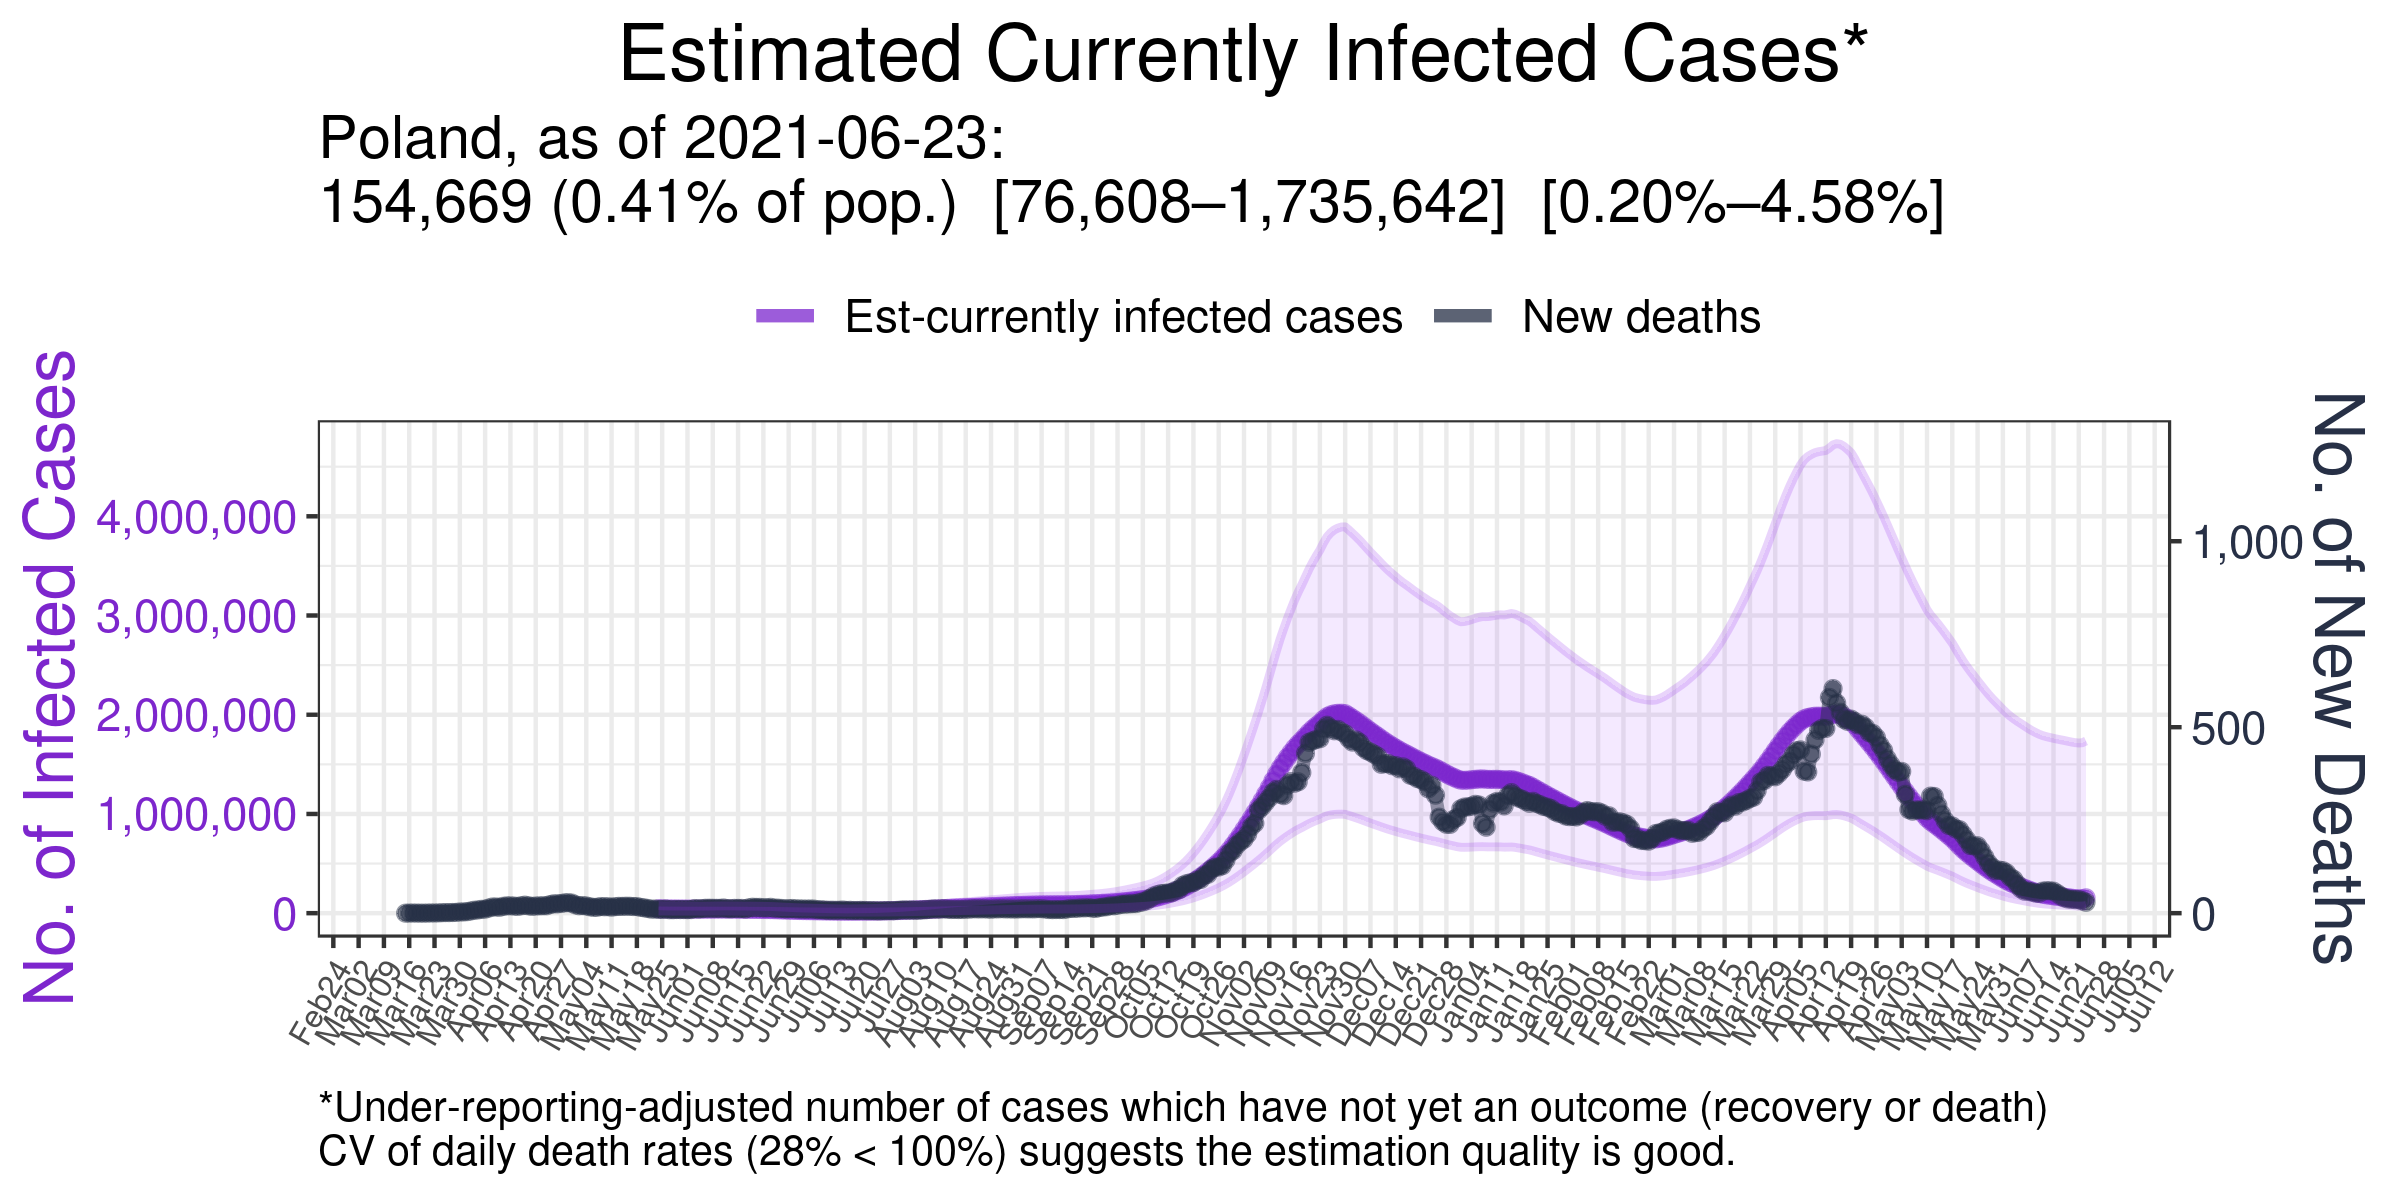 Estimated Currently Infected Cases*
Poland, as of 2021-06-23:
154,669 (0.41% of pop.) [76,608–1,735,642] [0.20%–4.58%]
Est-currently infected cases New deaths
No. of Infected Cases
4,000,000
3,000,000
2,000,000
1,000,000
0
1,000
500
0
No. of New Deaths
Feb24 Mar02 Mar09 Mar16 Mar23 Mar30 Apr06 Apr13 Apr20 Apr27 May04 May11 May18 May25 Jun01 Jun08 Jun15 Jun22 Jun29 Jul06 Jul13 Jul20 Jul27 Aug03 Aug10 Aug17 Aug24 Aug31 Sep07 Sep14 Sep21 Sep28 Oct05 Oct12 Oct19 Oct26 Nov02 Nov09 Nov16 Nov23 Nov30 Dec07 Dec14 Dec21 Dec28 Jan04 Jan11 Jan18 Jan25 Feb01 Feb08 Feb15 Feb22 Mar01 Mar08 Mar15 Mar22 Mar29 Apr05 Apr12 Apr19 Apr26 May03 May10 May17 May24 May31 Jun07 Jun14 Jun21 Jun28 Jul05 Jul12
*Under-reporting-adjusted number of cases which have not yet an outcome (recovery or death)
CV of daily death rates (28% < 100%) suggests the estimation quality is good.